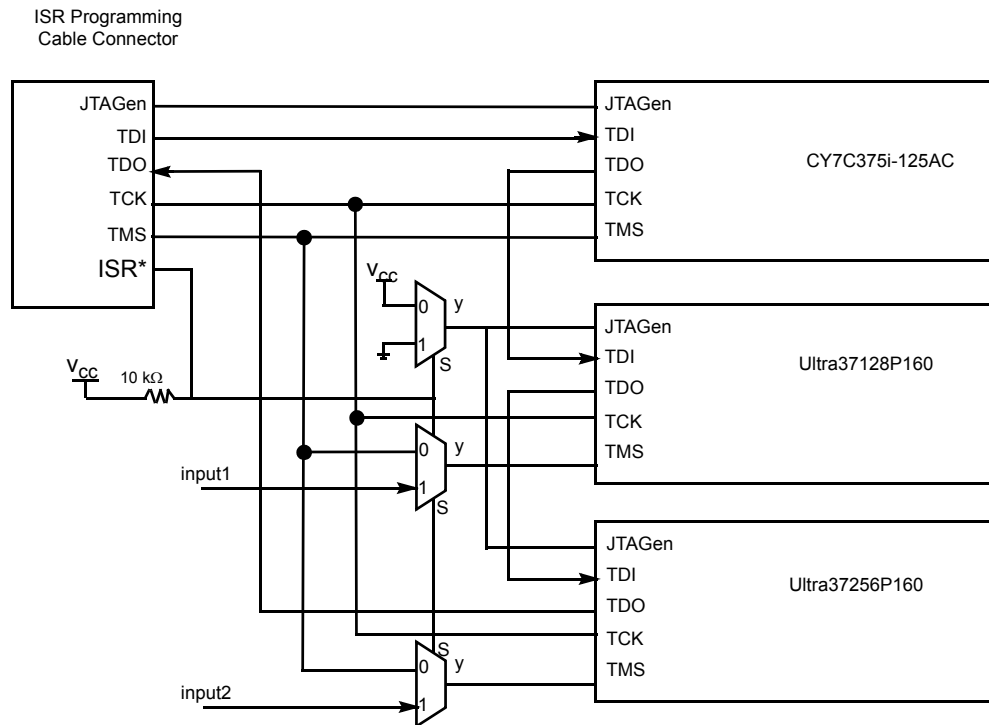 ISR Programming
Cable Connector
JTAGen
TDI
TDO
TCK
TMS
ISR*
JTAGen
TDI
TDO
TCK
TMS
CY7C375i-125AC
Vcc
0
1
y
S
Vcc
10 kΩ
JTAGen
TDI
TDO
TCK
TMS
Ultra37128P160
input1
0
1
y
S
JTAGen
TDI
TDO
TCK
TMS
Ultra37256P160
input2
S
0
1
y